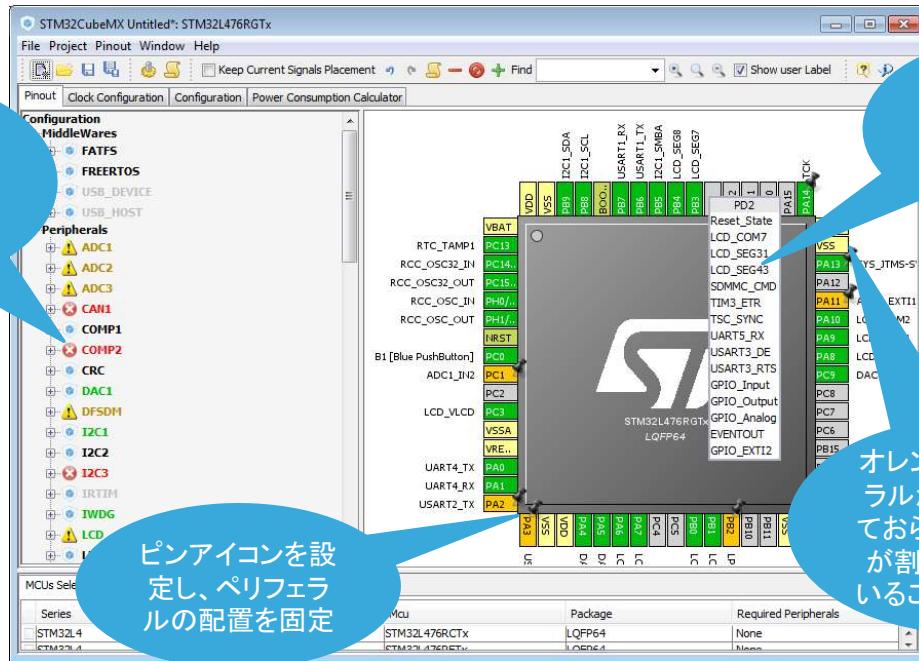 STM32CubeMX Untitled*: STM32L476RGTx
File Project Pinout Window Help
Keep Current Signals Placement
Find
Show user Label
Pinout
Clock Configuration
Configuration
Power Consumption Calculator
Configuration
MiddleWares
FATFS
FREERTOS
USB_DEVICE
USB_HOST
Peripherals
ADC1
ADC2
ADC3
CAN1
COMP1
COMP2
CRC
DAC1
DFSDM
I2C1
I2C2
I2C3
IRTIM
IWDG
LCD
I2C1_SDA
I2C1_SCL
USART1_RX
USART1_TX
I2C1_SMBA
LCD_SEG8
LCD_SEG7
TCK
VDD
VSS
PB9
PB8
BOO..
PB7
PB6
PB5
PB4
PB3
PA15
PA14
VBAT
RTC_TAMP1 PC13
RCC_OSC32_IN PC14..
RCC_OSC32_OUT PC15..
RCC_OSC_IN PH0/..
RCC_OSC_OUT PH1/..
NRST
B1 [Blue PushButton] PC0
ADC1_IN2 PC1
PC2
LCD_VLCD PC3
VSSA
VRE..
UART4_TX PA0
UART4_RX PA1
USART2_TX PA2
PD2
Reset_State
LCD_COM7
LCD_SEG31
LCD_SEG43
SDMMC_CMD
TIM3_ETR
TSC_SYNC
UART5_RX
USART3_DE
USART3_RTS
GPIO_Input
GPIO_Output
GPIO_Analog
EVENTOUT
GPIO_EXTI2
STM32L476RGTx
LQFP64
VSS
PA13
PA12
PA11
PA10
PA9
PA8
PC9
PC8
PC7
PC6
PB15
PA3
VSS
VDD
PA4
PA5
PA6
PA7
PC4
PC5
PB0
PB1
PB2
PB10
PB11
オレン
ラルが
ておら
が割
いるこ
ピンアイコンを設
定し、ペリフェラ
ルの配置を固定
MCUs Sele
Series
Mcu
Package
Required Peripherals
STM32L4
STM32L476RCTx
LQFP64
None
STM32L4
STM32L476RETx
LQFP64
None